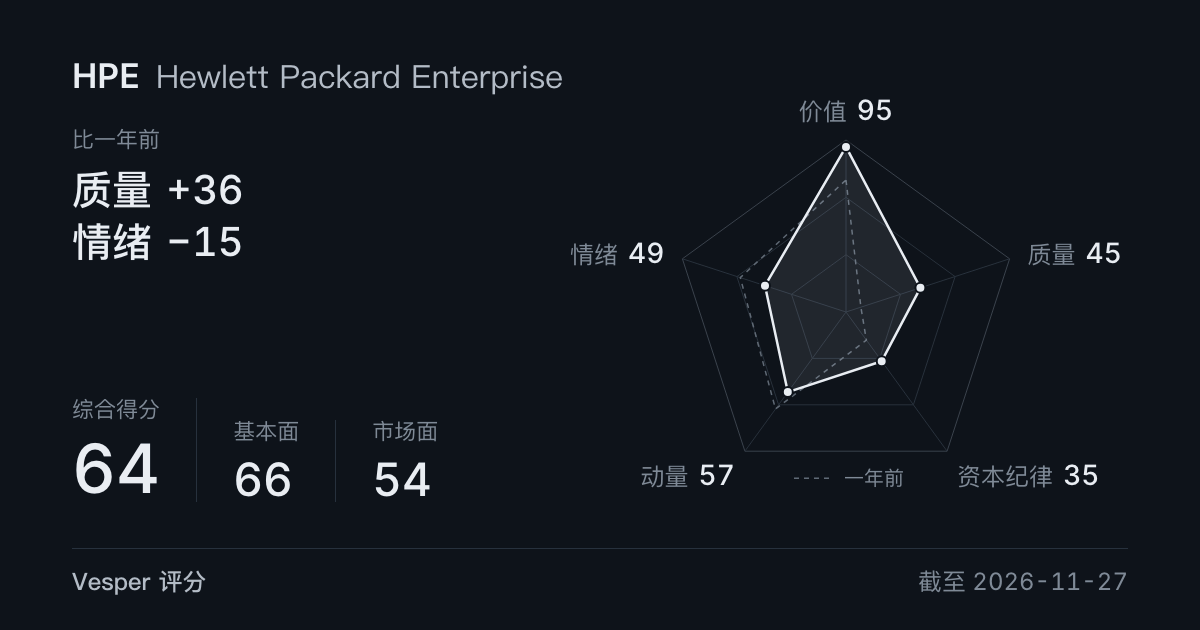 HPE Hewlett Packard Enterprise
比一年前
质量 +36
情绪 −15
价值 95
情绪 49
质量 45
动量 57
---- 一年前
资本纪律 35
综合得分
64
基本面
66
市场面
54
Vesper 评分
截至 2026-11-27